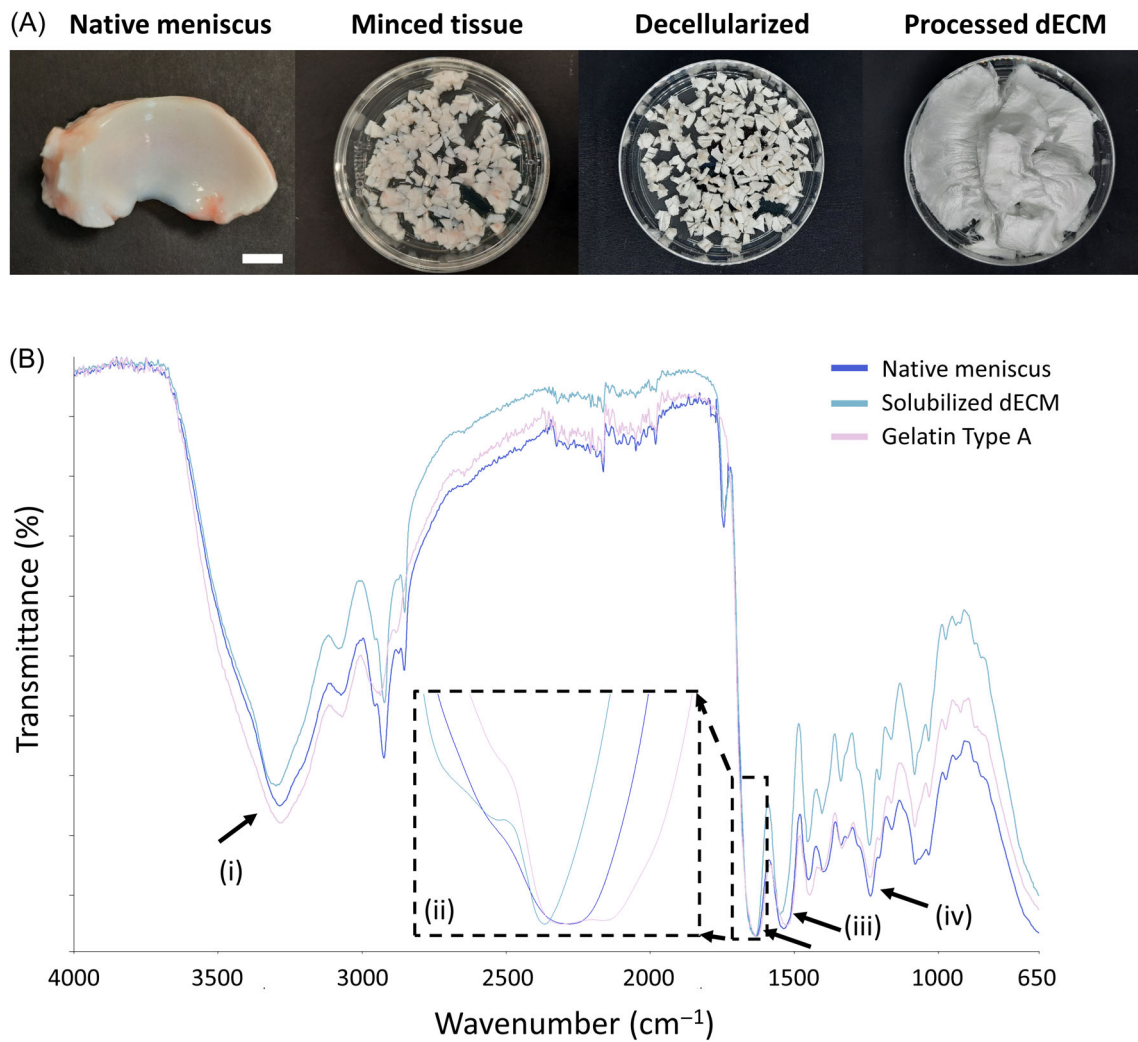 (A) Native meniscus Minced tissue Decellularized Processed dECM
(B)
Native meniscus
Solubilized dECM
Gelatin Type A
Transmittance (%)
(i)
(ii)
(iii)
(iv)
4000 3500 3000 2500 2000 1500 1000 650
Wavenumber (cm⁻¹)